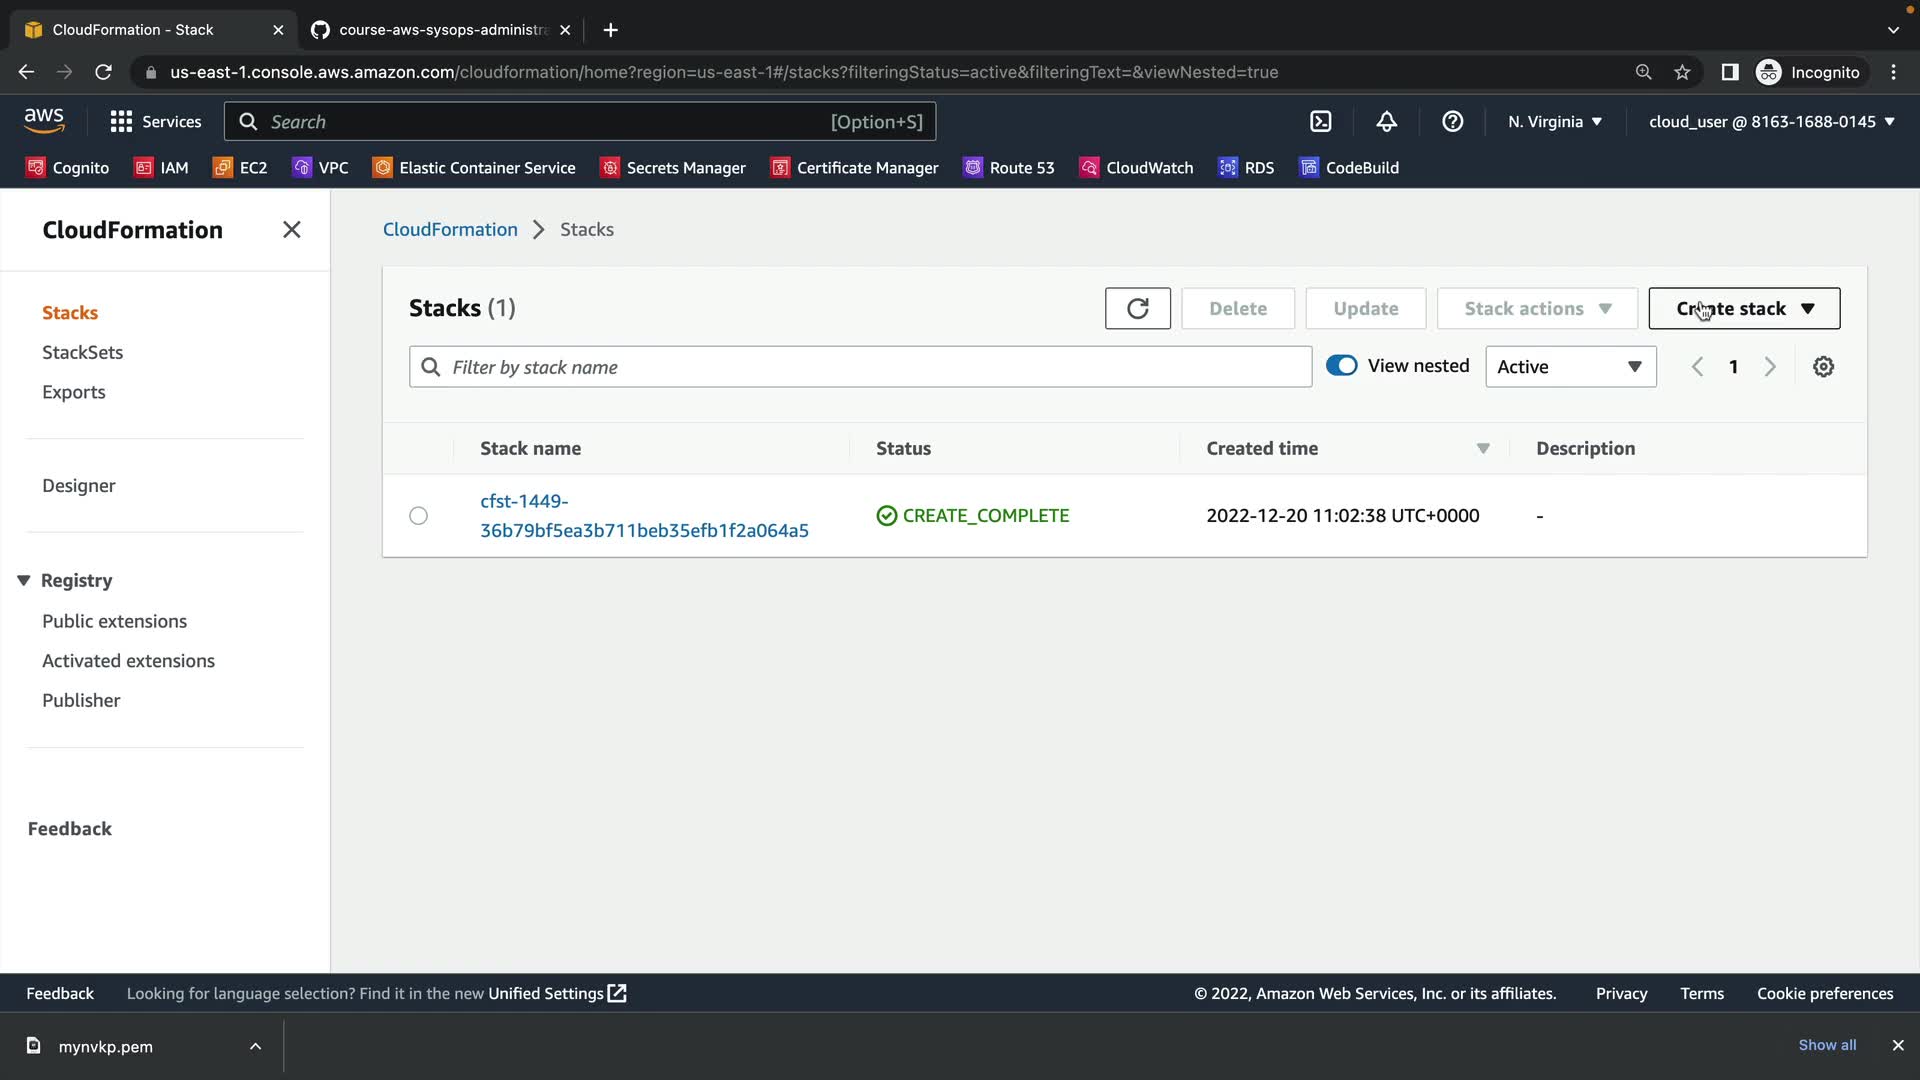 CloudFormation - Stack
course-aws-sysops-administra
us-east-1.console.aws.amazon.com/cloudformation/home?region=us-east-1#/stacks?filteringStatus=active&filteringText=&viewNested=true
Incognito
aws
Services
Search
[Option+S]
N. Virginia
cloud_user @ 8163-1688-0145
Cognito
IAM
EC2
VPC
Elastic Container Service
Secrets Manager
Certificate Manager
Route 53
CloudWatch
RDS
CodeBuild
CloudFormation
Stacks
StackSets
Exports
Designer
Registry
Public extensions
Activated extensions
Publisher
Feedback
CloudFormation
Stacks
Stacks (1)
Delete
Update
Stack actions
Create stack
Filter by stack name
View nested
Active
1
Stack name
Status
Created time
Description
cfst-1449-
36b79bf5ea3b711beb35efb1f2a064a5
CREATE_COMPLETE
2022-12-20 11:02:38 UTC+0000
-
Feedback
Looking for language selection? Find it in the new Unified Settings
© 2022, Amazon Web Services, Inc. or its affiliates.
Privacy
Terms
Cookie preferences
mynvkp.pem
Show all